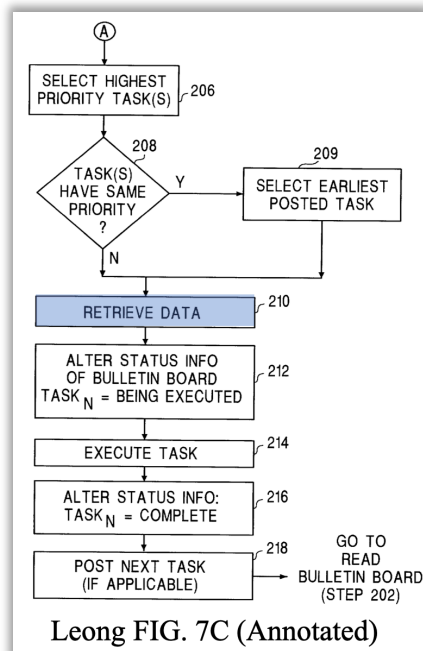 A
SELECT HIGHEST
PRIORITY TASK(S)
206
208
TASK(S)
HAVE SAME
PRIORITY
?
Y
N
209
SELECT EARLIEST
POSTED TASK
RETRIEVE DATA
210
ALTER STATUS INFO
OF BULLETIN BOARD
TASK N = BEING EXECUTED
212
EXECUTE TASK
214
ALTER STATUS INFO:
TASK N = COMPLETE
216
POST NEXT TASK
(IF APPLICABLE)
218
GO TO
READ
BULLETIN BOARD
(STEP 202)
Leong FIG. 7C (Annotated)